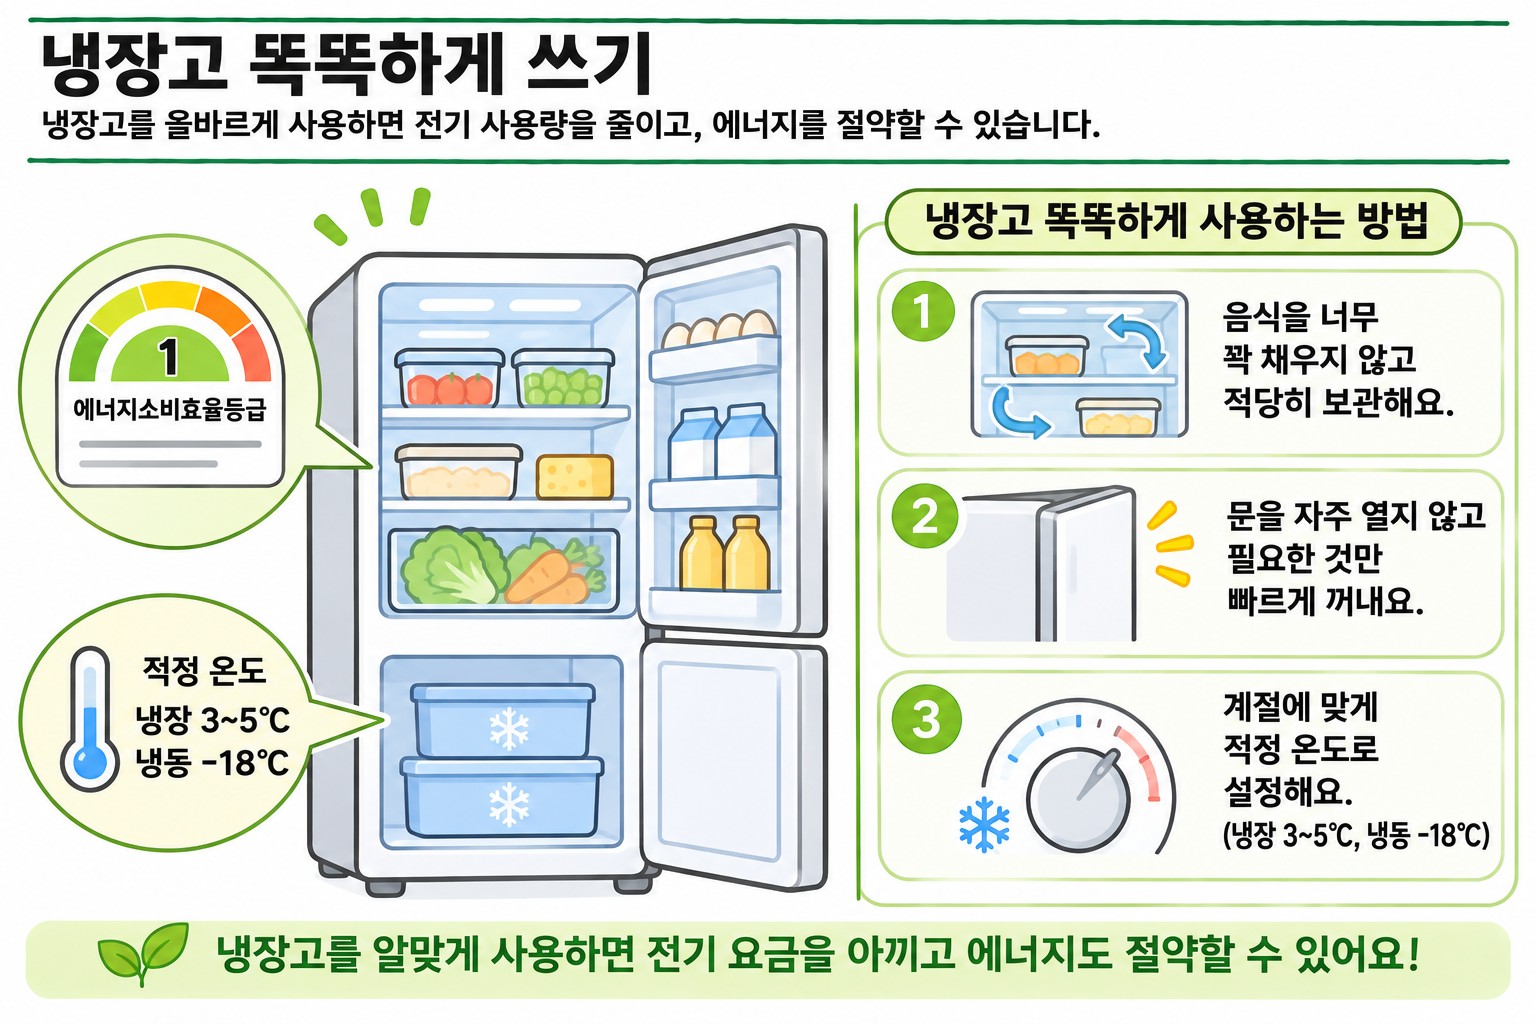 냉장고 똑똑하게 쓰기
냉장고를 올바르게 사용하면 전기 사용량을 줄이고, 에너지를 절약할 수 있습니다.
1
에너지소비효율등급
적정 온도
냉장 3~5℃
냉동 -18℃
냉장고 똑똑하게 사용하는 방법
1
음식을 너무
꽉 채우지 않고
적당히 보관해요.
2
문을 자주 열지 않고
필요한 것만
빠르게 꺼내요.
3
계절에 맞게
적정 온도로
설정해요.
(냉장 3~5℃, 냉동 -18℃)
냉장고를 알맞게 사용하면 전기 요금을 아끼고 에너지도 절약할 수 있어요!